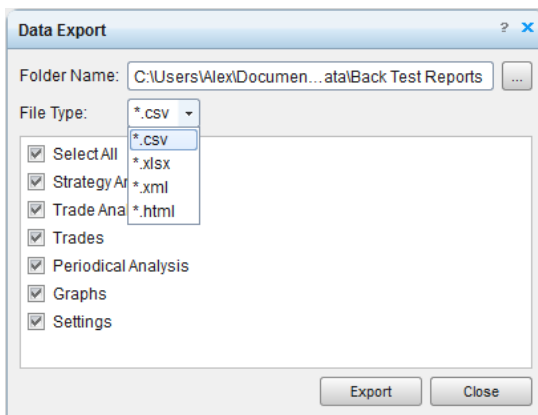 Data Export ? X
Folder Name: C:\Users\Alex\Documen...ata\Back Test Reports ...
File Type: *.csv
*.csv
*.xlsx
*.xml
*.html
Select All
Strategy An
Trade Anal
Trades
Periodical Analysis
Graphs
Settings
Export Close